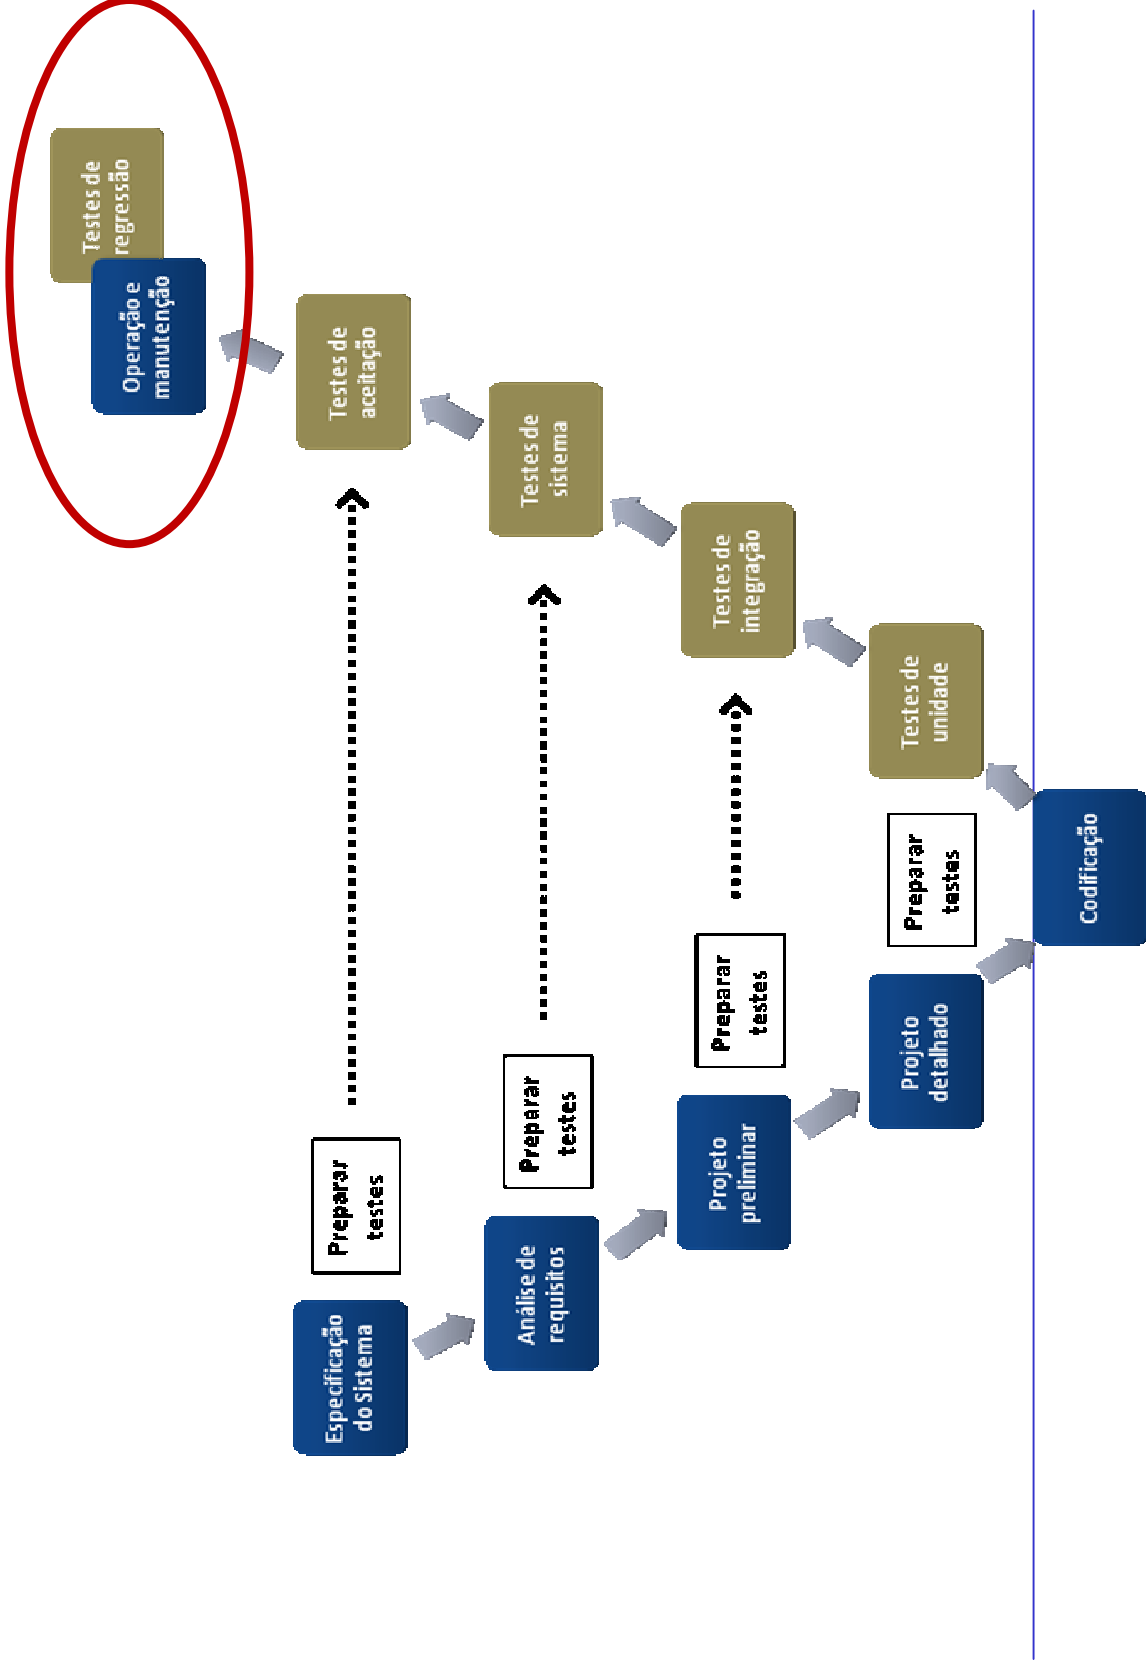 Especificação
do Sistema
Preparar
testes
Testes de
aceitação
Operação e
manutenção
Testes de
regressão
Análise de
requisitos
Preparar
testes
Testes de
sistema
Projeto
preliminar
Preparar
testes
Testes de
integração
Projeto
detalhado
Preparar
testes
Testes de
unidade
Codificação